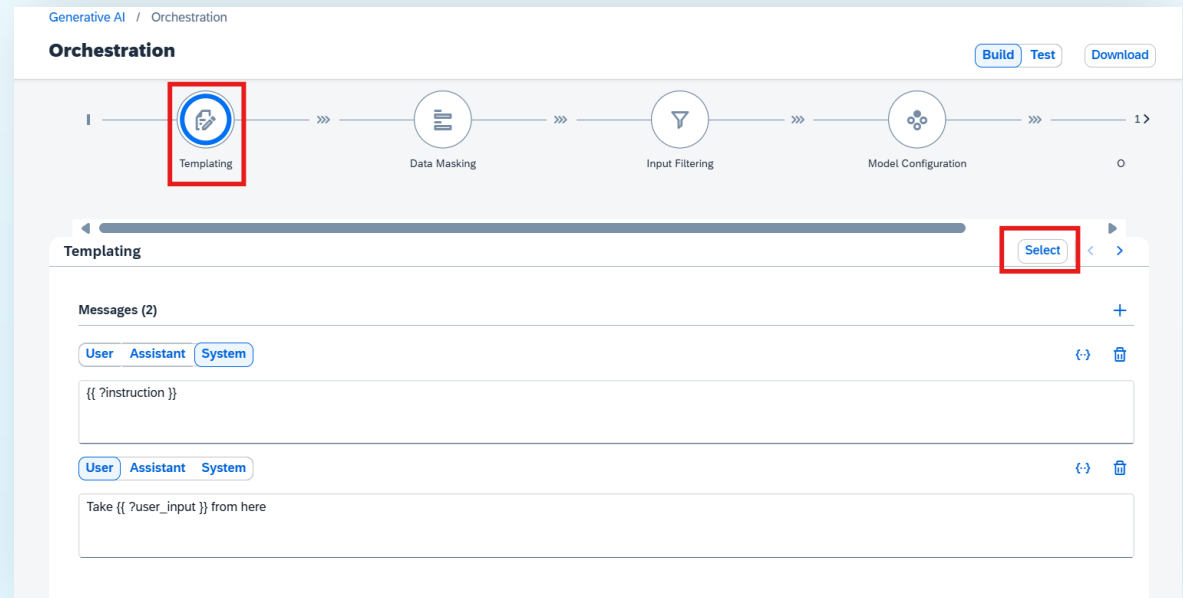 Generative AI / Orchestration
Orchestration
Build Test Download
1
Templating Data Masking Input Filtering Model Configuration O
Templating Select
Messages (2)
User Assistant System
{{ ?instruction }}
User Assistant System
Take {{ ?user_input }} from here